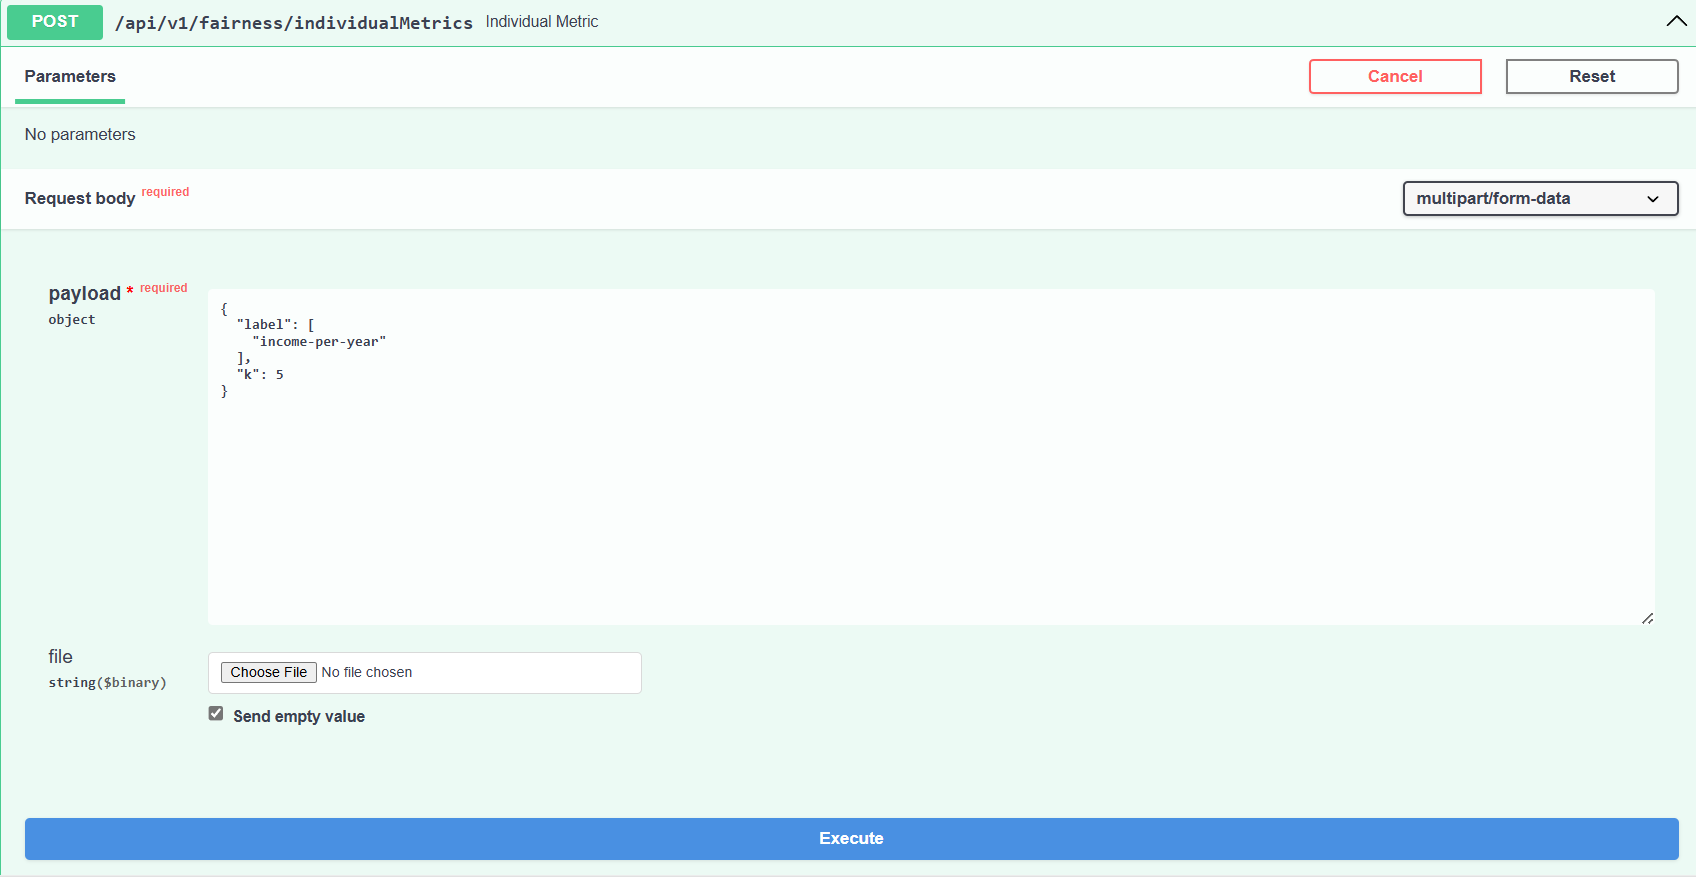 POST /api/v1/fairness/individualMetrics Individual Metric
Parameters
Cancel
Reset
No parameters
Request body required
multipart/form-data
payload * required
object
{
  "label": [
    "income-per-year"
  ],
  "k": 5
}
file
string($binary)
Choose File No file chosen
Send empty value
Execute